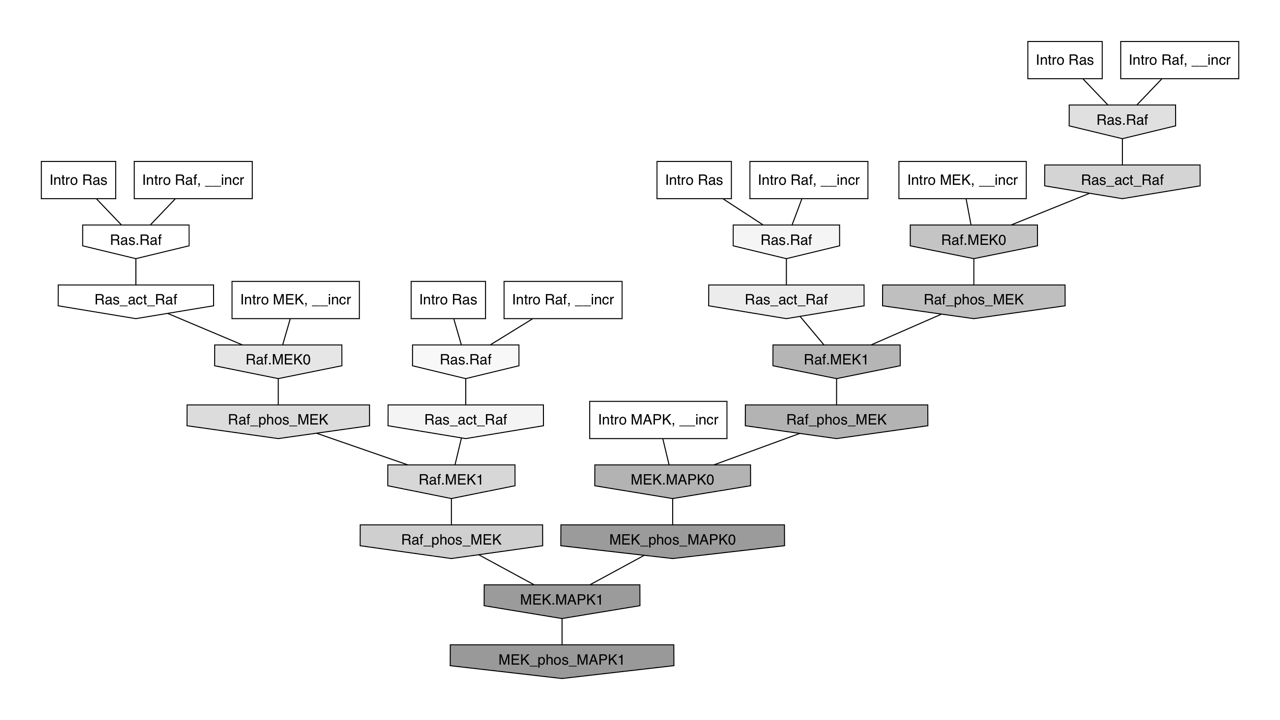 Intro Ras
Intro Raf, __incr
Ras.Raf
Intro Ras
Intro Raf, __incr
Intro Ras
Intro Raf, __incr
Intro MEK, __incr
Ras_act_Raf
Ras.Raf
Ras.Raf
Raf.MEK0
Ras_act_Raf
Intro MEK, __incr
Intro Ras
Intro Raf, __incr
Ras_act_Raf
Raf_phos_MEK
Raf.MEK0
Ras.Raf
Raf.MEK1
Raf_phos_MEK
Ras_act_Raf
Intro MAPK, __incr
Raf_phos_MEK
Raf.MEK1
MEK.MAPK0
Raf_phos_MEK
MEK_phos_MAPK0
MEK.MAPK1
MEK_phos_MAPK1